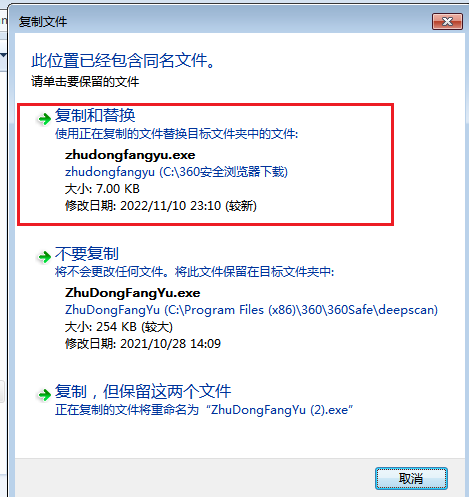 复制文件
此位置已经包含同名文件。
请单击要保留的文件
复制和替换
使用正在复制的文件替换目标文件夹中的文件:
zhudongfangyu.exe
zhudongfangyu (C:\360安全浏览器下载)
大小: 7.00 KB
修改日期: 2022/11/10 23:10 (较新)
不要复制
将不会更改任何文件。将此文件保留在目标文件夹中:
ZhuDongFangYu.exe
ZhuDongFangYu (C:\Program Files (x86)\360\360Safe\deepscan)
大小: 254 KB (较大)
修改日期: 2021/10/28 14:09
复制，但保留这两个文件
正在复制的文件将重命名为“ZhuDongFangYu (2).exe”
取消